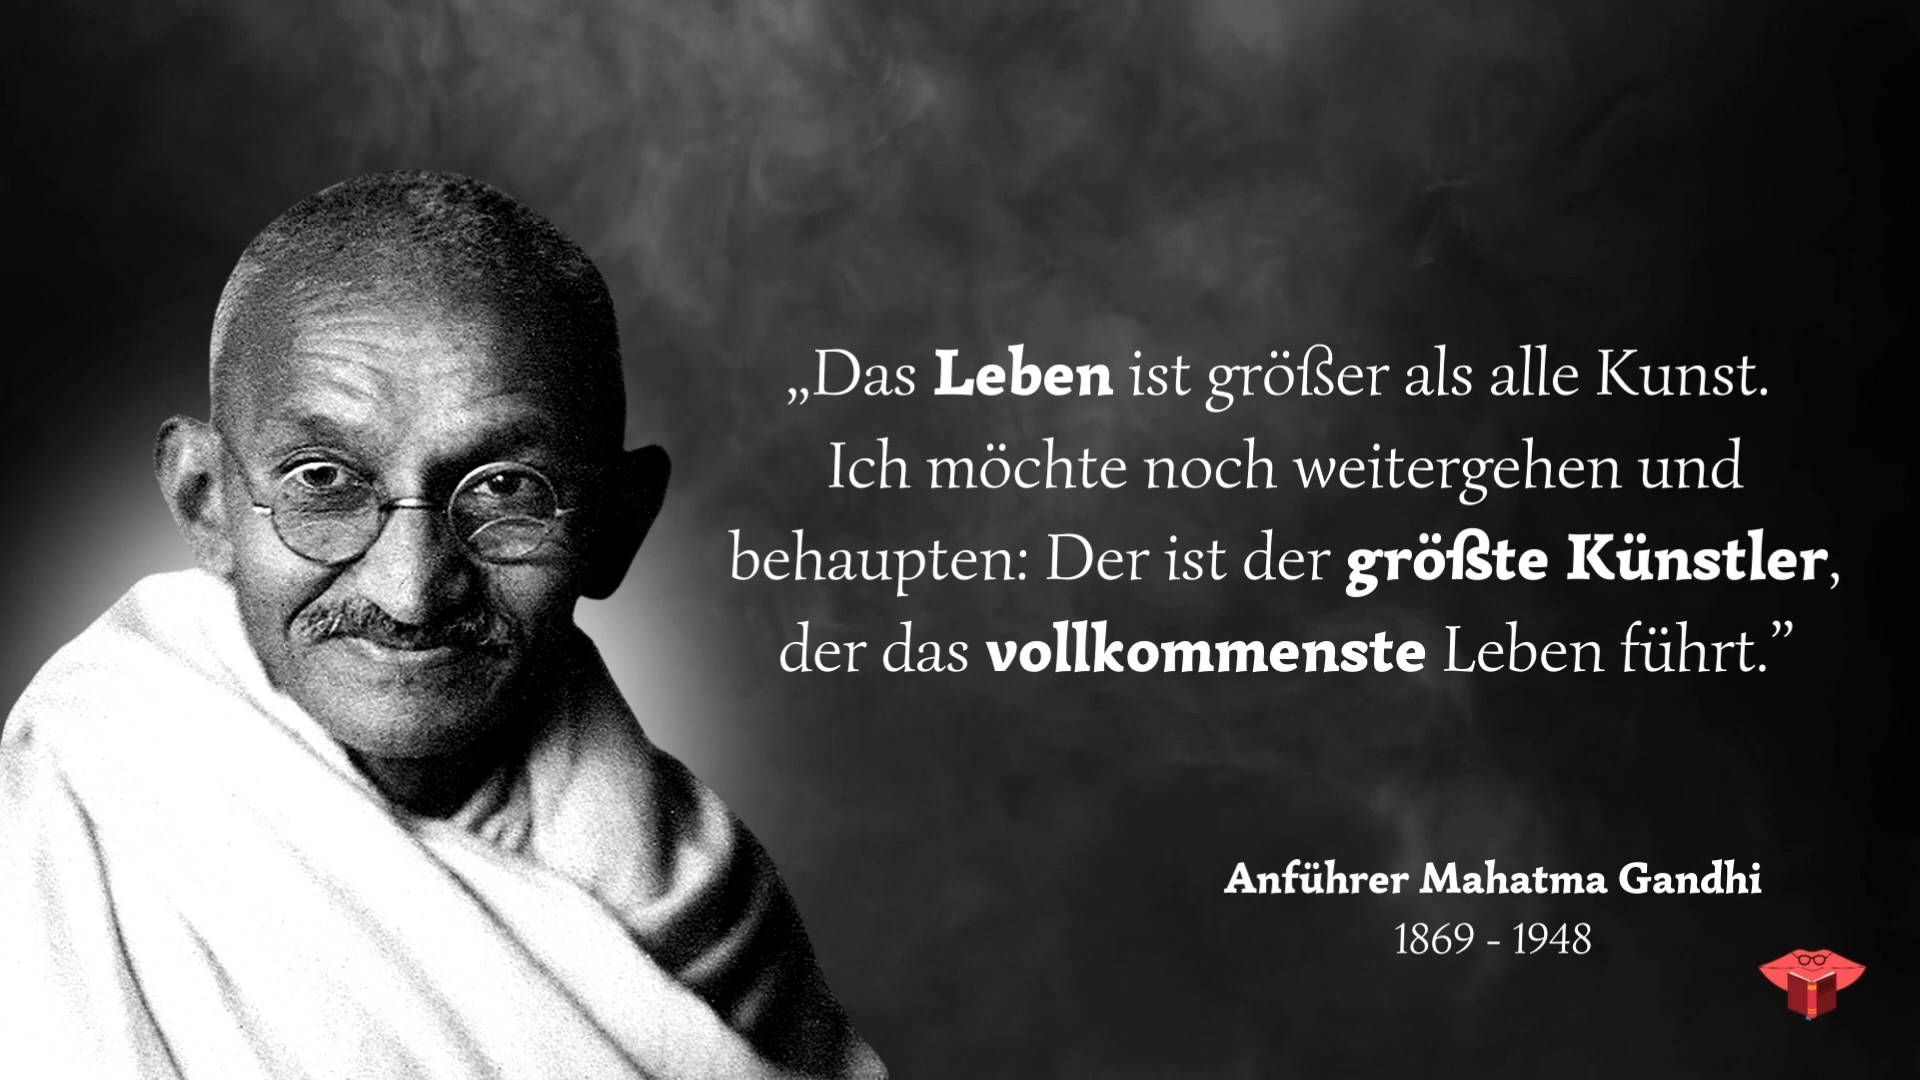 „Das Leben ist größer als alle Kunst.
Ich möchte noch weitergehen und
behaupten: Der ist der größte Künstler,
der das vollkommenste Leben führt.”
Anführer Mahatma Gandhi
1869 - 1948